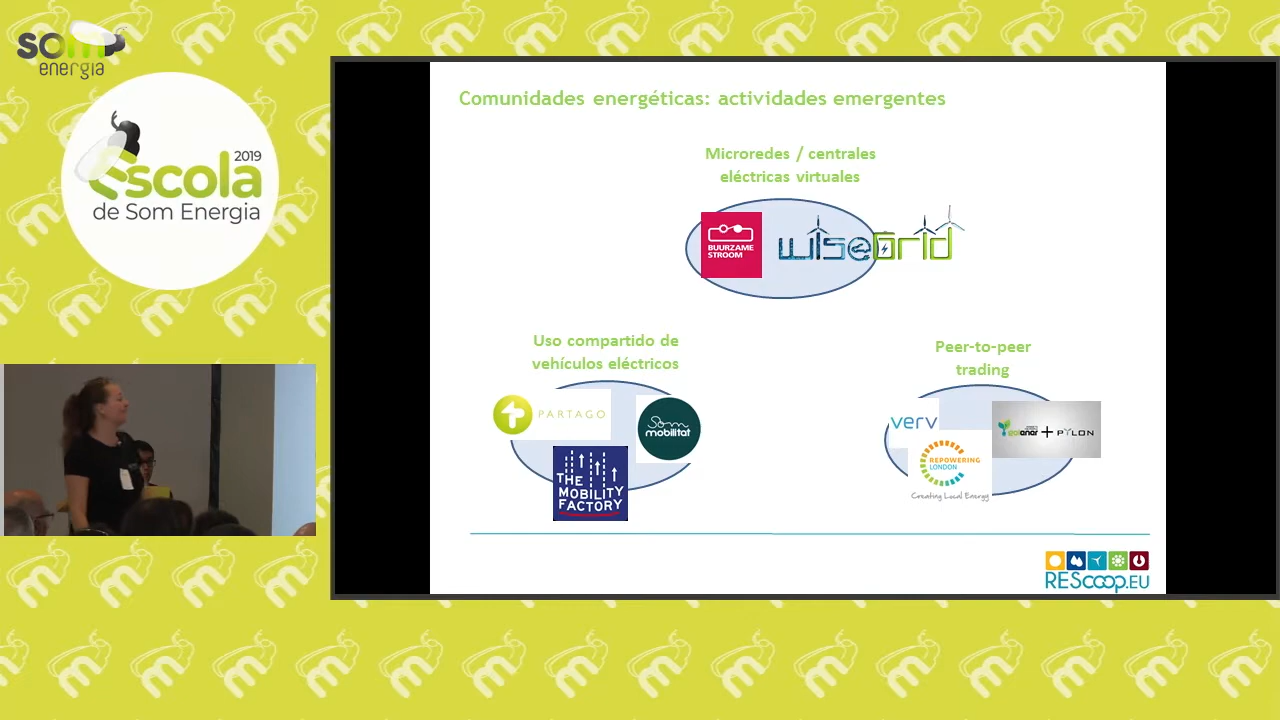 som
energia
2019
Escola
de Som Energia
Comunidades energéticas: actividades emergentes
Microredes / centrales
eléctricas virtuales
BUURZAME
STROOM
wiseGrid
Uso compartido de
vehículos eléctricos
PARTAGO
Som
mobilitat
THE
MOBILITY
FACTORY
Peer-to-peer
trading
verv
goiener + PYLON
REPOWERING
LONDON
Creating Local Energy
REScoop.EU